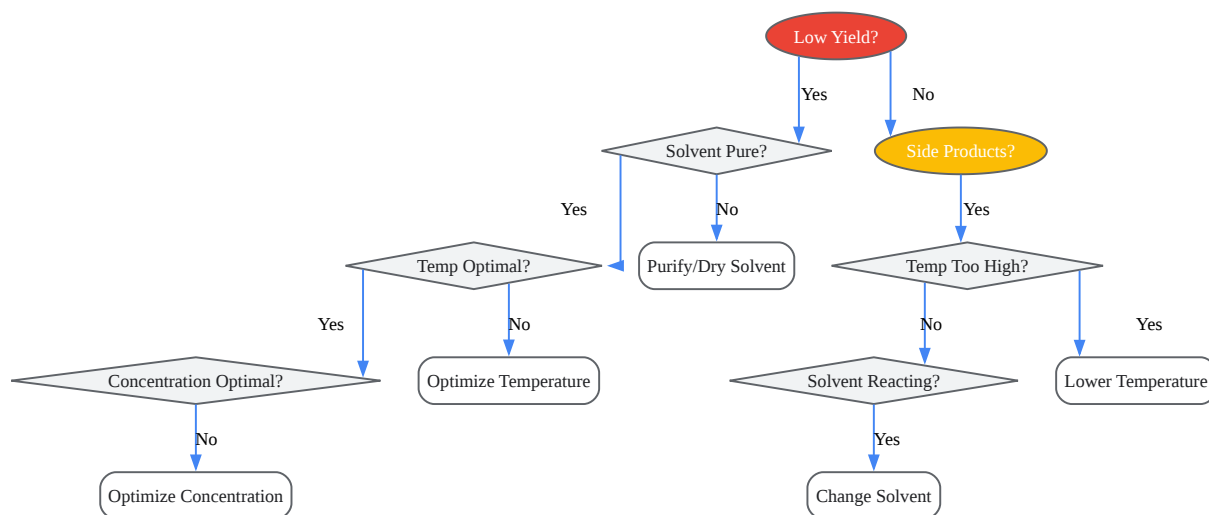 Low Yield?
Yes
No
Solvent Pure?
Side Products?
Yes
No
Yes
Temp Optimal?
Purify/Dry Solvent
Temp Too High?
Yes
No
No
Yes
Concentration Optimal?
Optimize Temperature
Solvent Reacting?
Lower Temperature
No
Yes
Optimize Concentration
Change Solvent